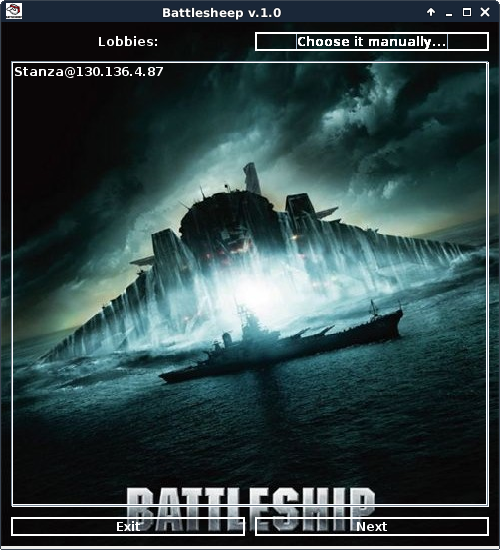 Battlesheep v.1.0
Lobbies:
Choose it manually...
Stanza@130.136.4.87
BATTLESHIP
Exit
Next